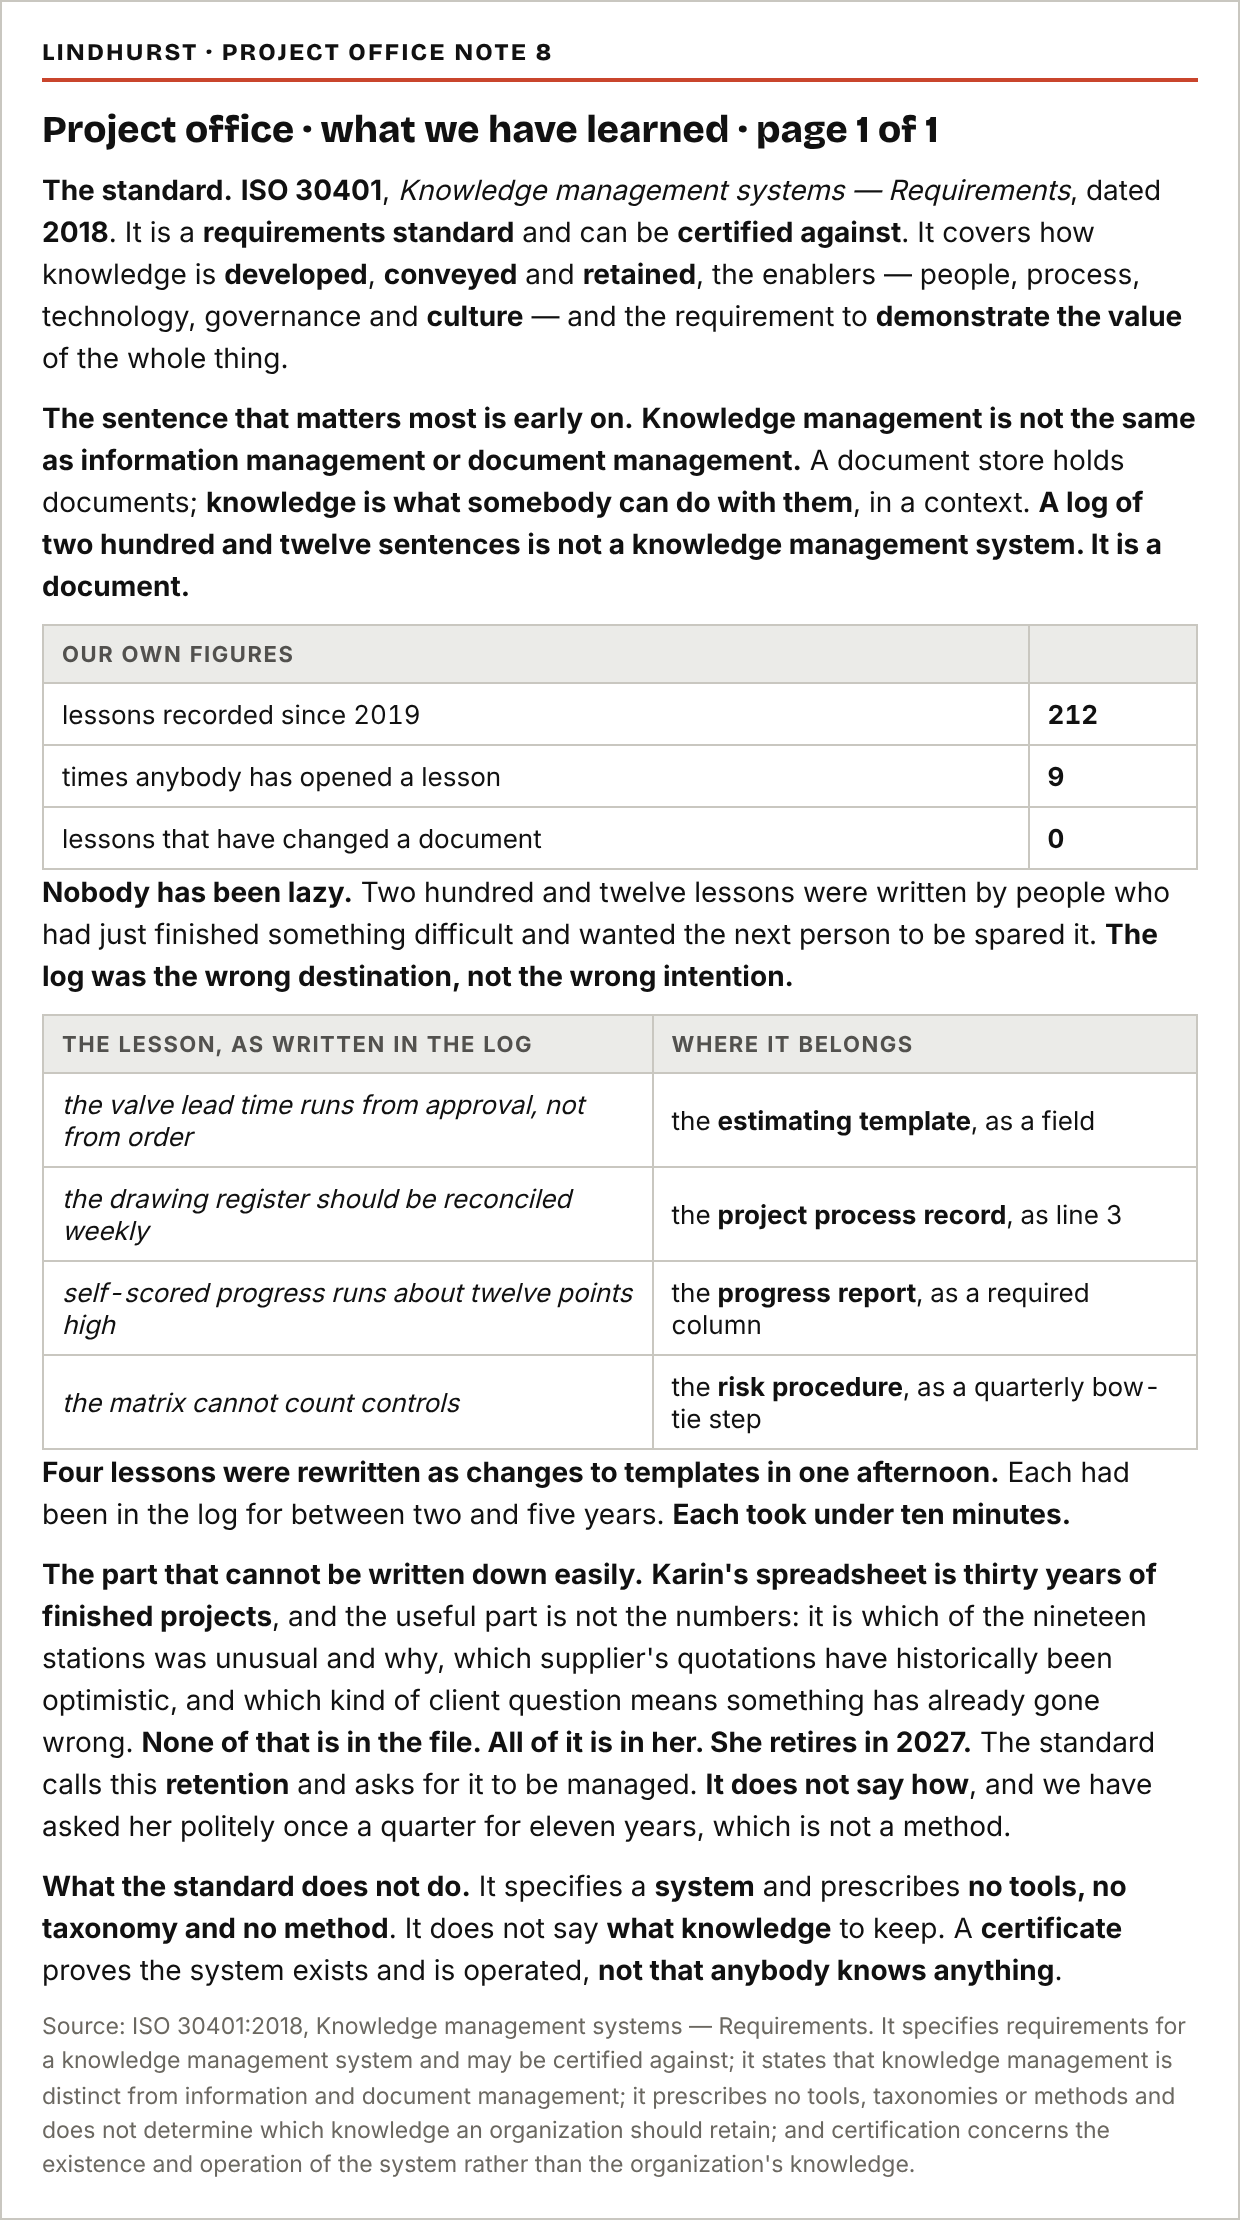 LINDHURST · PROJECT OFFICE NOTE 8
Project office · what we have learned · page 1 of 1
The standard. ISO 30401, Knowledge management systems — Requirements, dated
2018. It is a requirements standard and can be certified against. It covers how
knowledge is developed, conveyed and retained, the enablers — people, process,
technology, governance and culture — and the requirement to demonstrate the value
of the whole thing.
The sentence that matters most is early on. Knowledge management is not the same
as information management or document management. A document store holds
documents; knowledge is what somebody can do with them, in a context. A log of
two hundred and twelve sentences is not a knowledge management system. It is a
document.
OUR OWN FIGURES
lessons recorded since 2019 212
times anybody has opened a lesson 9
lessons that have changed a document 0
Nobody has been lazy. Two hundred and twelve lessons were written by people who
had just finished something difficult and wanted the next person to be spared it. The
log was the wrong destination, not the wrong intention.
THE LESSON, AS WRITTEN IN THE LOG WHERE IT BELONGS
the valve lead time runs from approval, not
from order
the estimating template, as a field
the drawing register should be reconciled
weekly
the project process record, as line 3
self-scored progress runs about twelve points
high
the progress report, as a required
column
the matrix cannot count controls
the risk procedure, as a quarterly bow-
tie step
Four lessons were rewritten as changes to templates in one afternoon. Each had
been in the log for between two and five years. Each took under ten minutes.
The part that cannot be written down easily. Karin's spreadsheet is thirty years of
finished projects, and the useful part is not the numbers: it is which of the nineteen
stations was unusual and why, which supplier's quotations have historically been
optimistic, and which kind of client question means something has already gone
wrong. None of that is in the file. All of it is in her. She retires in 2027. The standard
calls this retention and asks for it to be managed. It does not say how, and we have
asked her politely once a quarter for eleven years, which is not a method.
What the standard does not do. It specifies a system and prescribes no tools, no
taxonomy and no method. It does not say what knowledge to keep. A certificate
proves the system exists and is operated, not that anybody knows anything.
Source: ISO 30401:2018, Knowledge management systems — Requirements. It specifies requirements for
a knowledge management system and may be certified against; it states that knowledge management is
distinct from information and document management; it prescribes no tools, taxonomies or methods and
does not determine which knowledge an organization should retain; and certification concerns the
existence and operation of the system rather than the organization's knowledge.